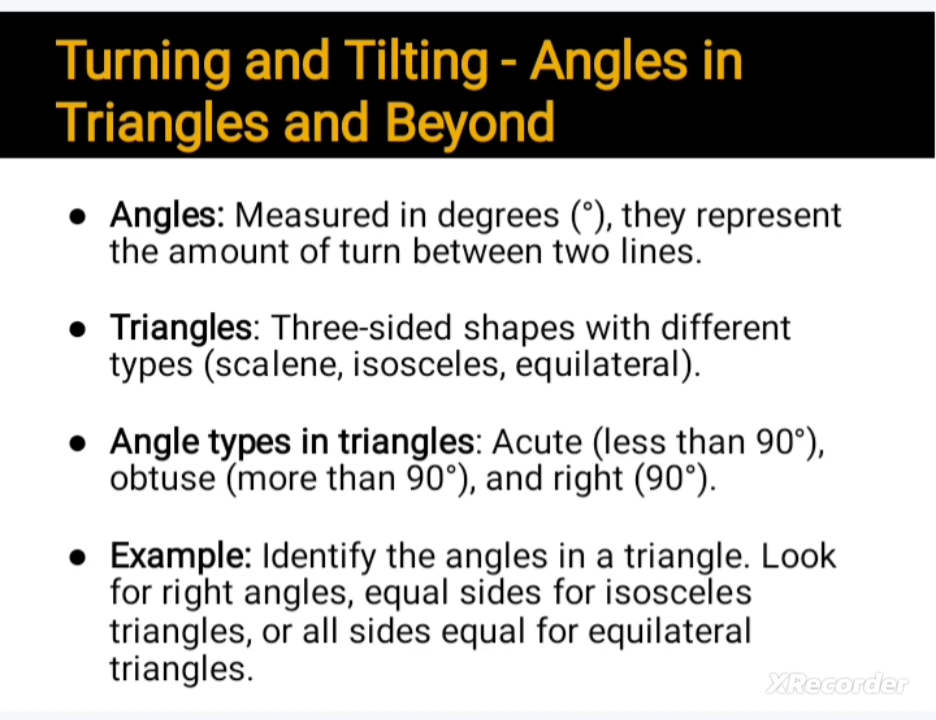 Turning and Tilting - Angles in
Triangles and Beyond
● Angles: Measured in degrees (°), they represent
the amount of turn between two lines.
● Triangles: Three-sided shapes with different
types (scalene, isosceles, equilateral).
● Angle types in triangles: Acute (less than 90°),
obtuse (more than 90°), and right (90°).
● Example: Identify the angles in a triangle. Look
for right angles, equal sides for isosceles
triangles, or all sides equal for equilateral
triangles.
XRecorder